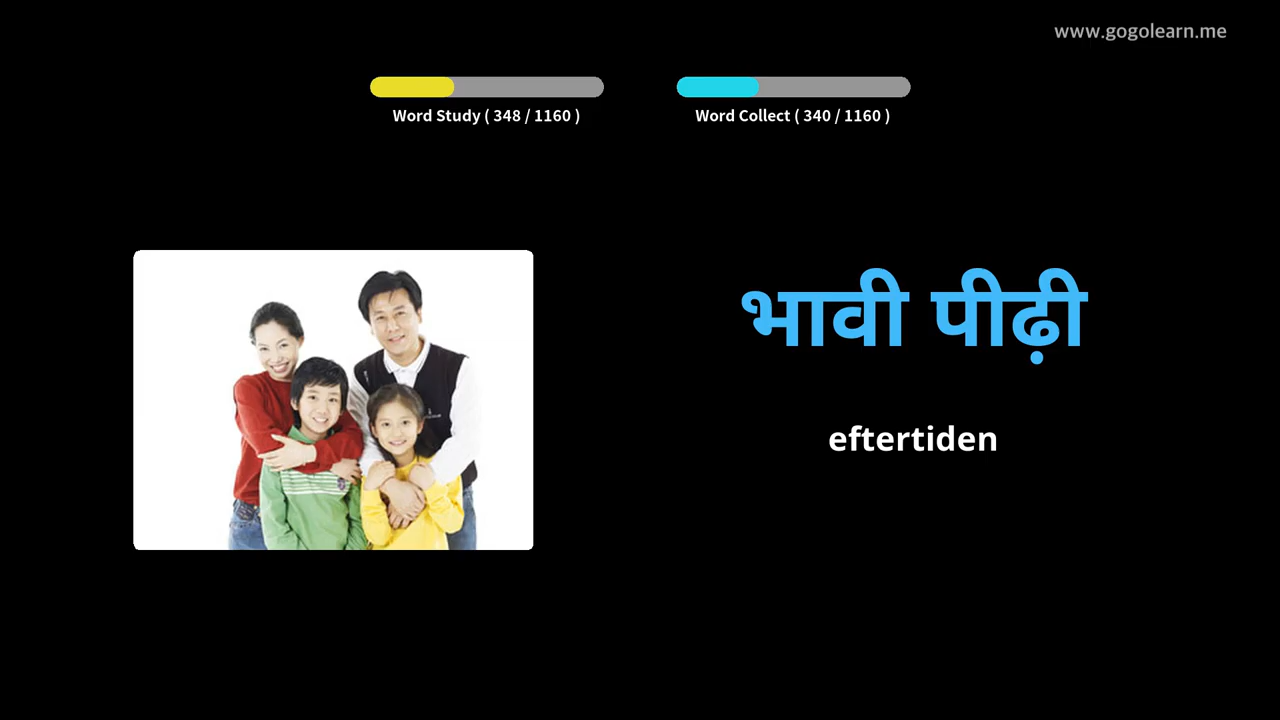 www.gogolearn.me
Word Study ( 348 / 1160 )
Word Collect ( 340 / 1160 )
भावी पीढ़ी
eftertiden